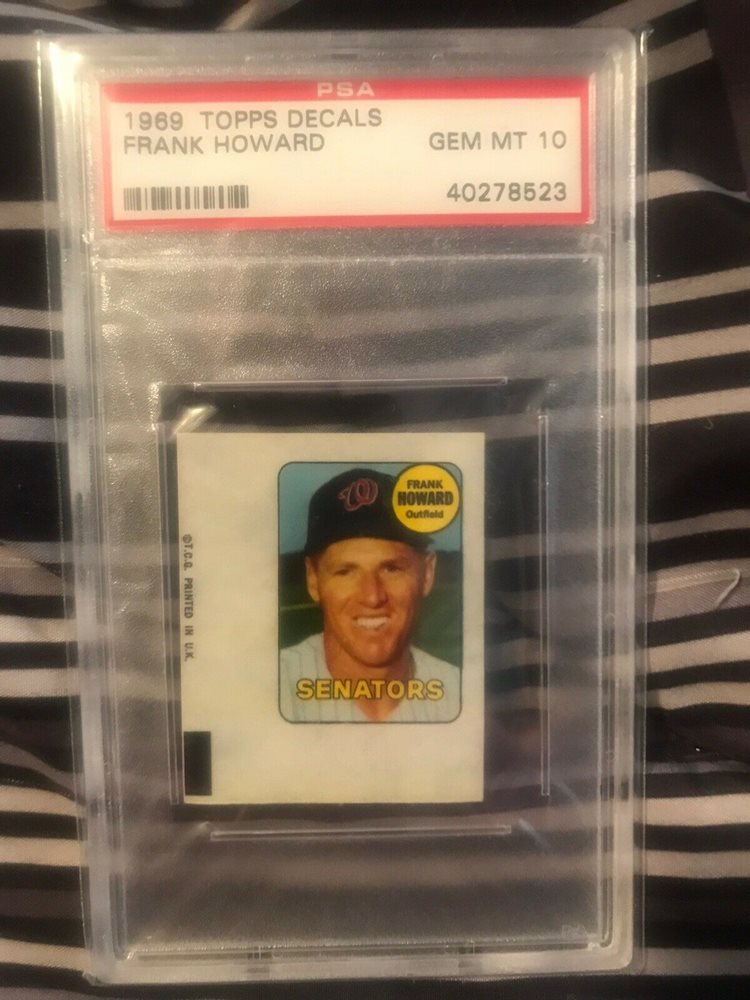 PSA
1969 TOPPS DECALS
FRANK HOWARD
GEM MT 10
40278523
FRANK
HOWARD
Outfield
SENATORS
©T.C.G. PRINTED IN U.K.
W